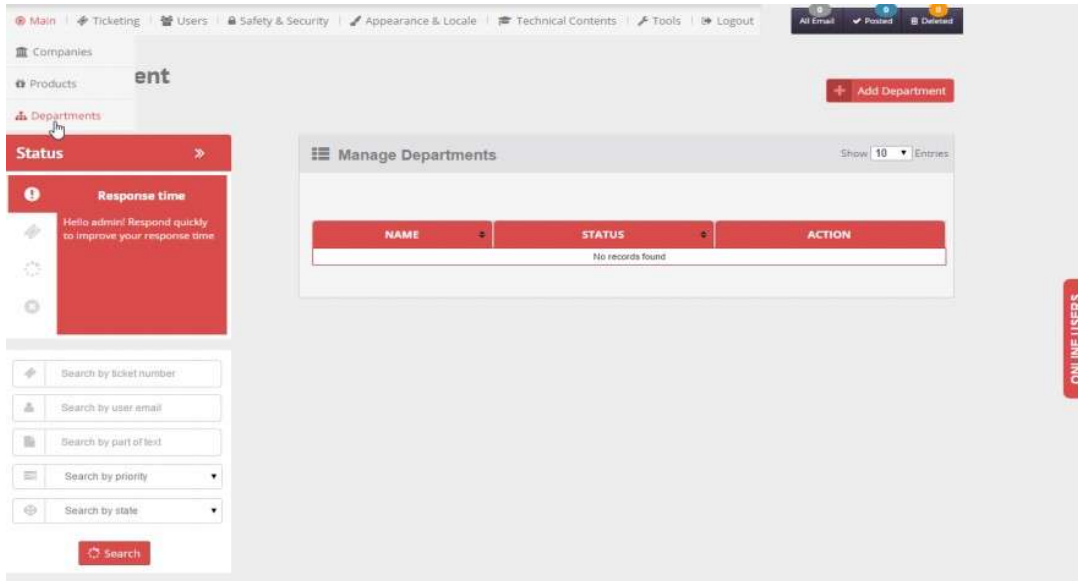 Main Ticketing Users Safety & Security Appearance & Locale Technical Contents Tools Logout
All Email Posted Deleted
Companies
Products
ent
Departments
Add Department
Status
Manage Departments
Show 10 Entries
Response time
Hello admin! Respond quickly
to improve your response time
NAME STATUS ACTION
No records found
ONLINE USERS
Search by ticket number
Search by user email
Search by part of text
Search by priority
Search by state
Search